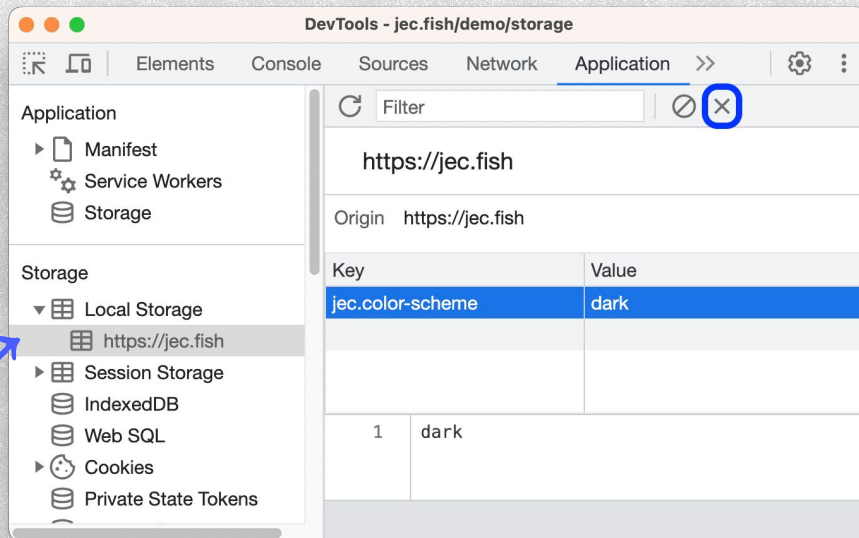 DevTools - jec.fish/demo/storage
Elements Console Sources Network Application
Application
Manifest
Service Workers
Storage
Storage
Local Storage
https://jec.fish
Session Storage
IndexedDB
Web SQL
Cookies
Private State Tokens
Filter
https://jec.fish
Origin https://jec.fish
Key Value
jec.color-scheme dark
1 dark